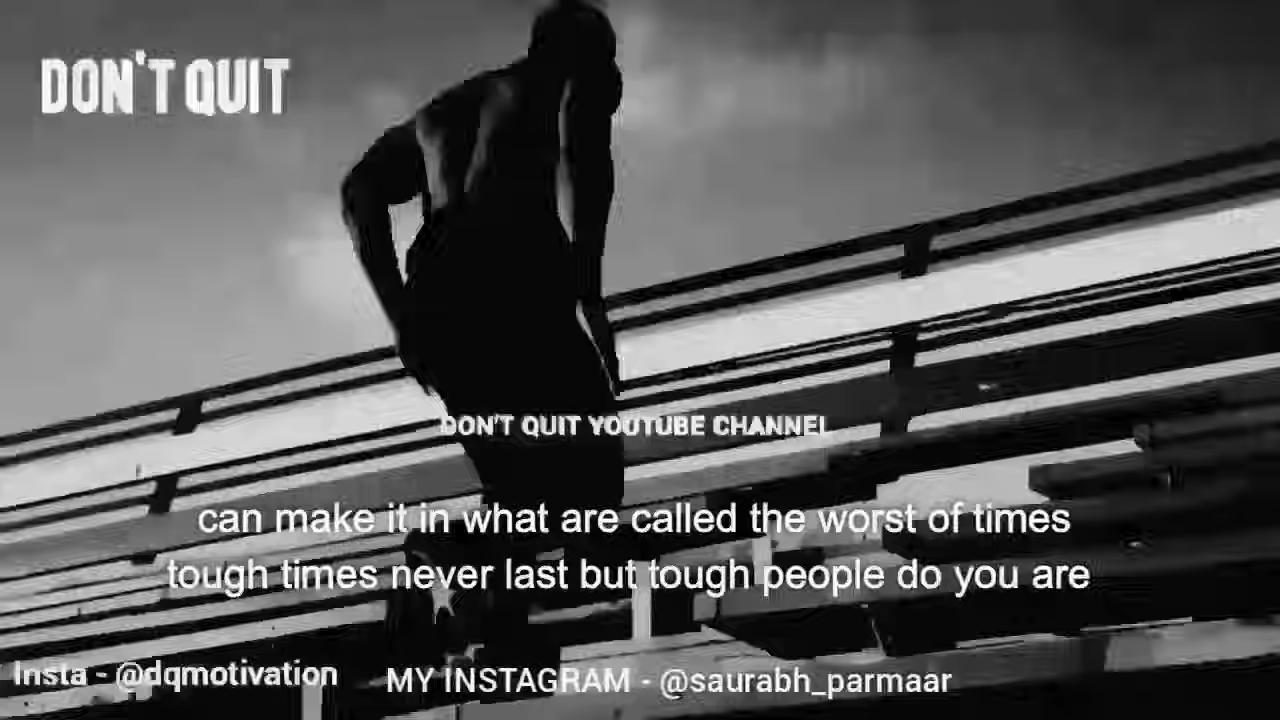 DON'T QUIT
DON'T QUIT YOUTUBE CHANNEL
can make it in what are called the worst of times
tough times never last but tough people do you are
Insta - @dqmotivation
MY INSTAGRAM - @saurabh_parmaar